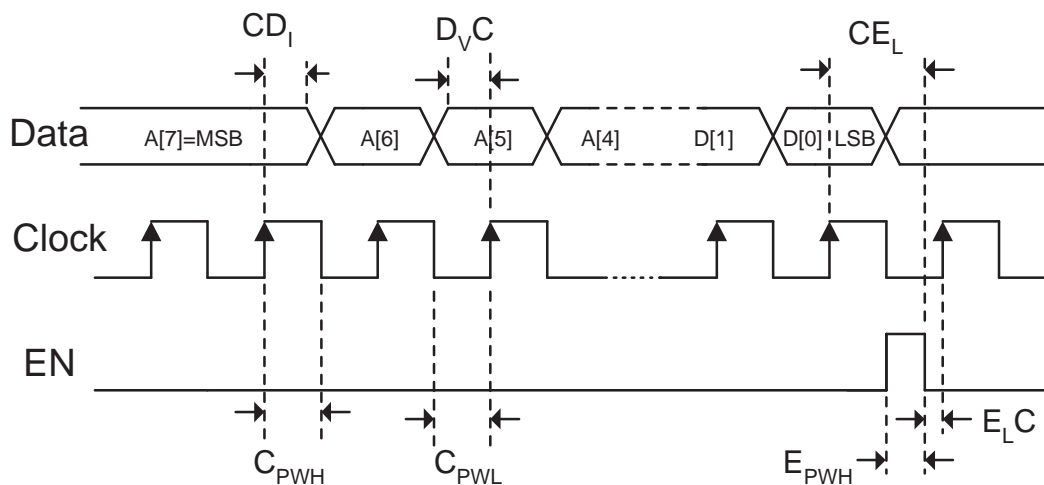 CD_I D_VC CE_L
Data A[7]=MSB A[6] A[5] A[4] D[1] D[0] LSB
Clock
EN
E_LC
C_PWH C_PWL E_PWH